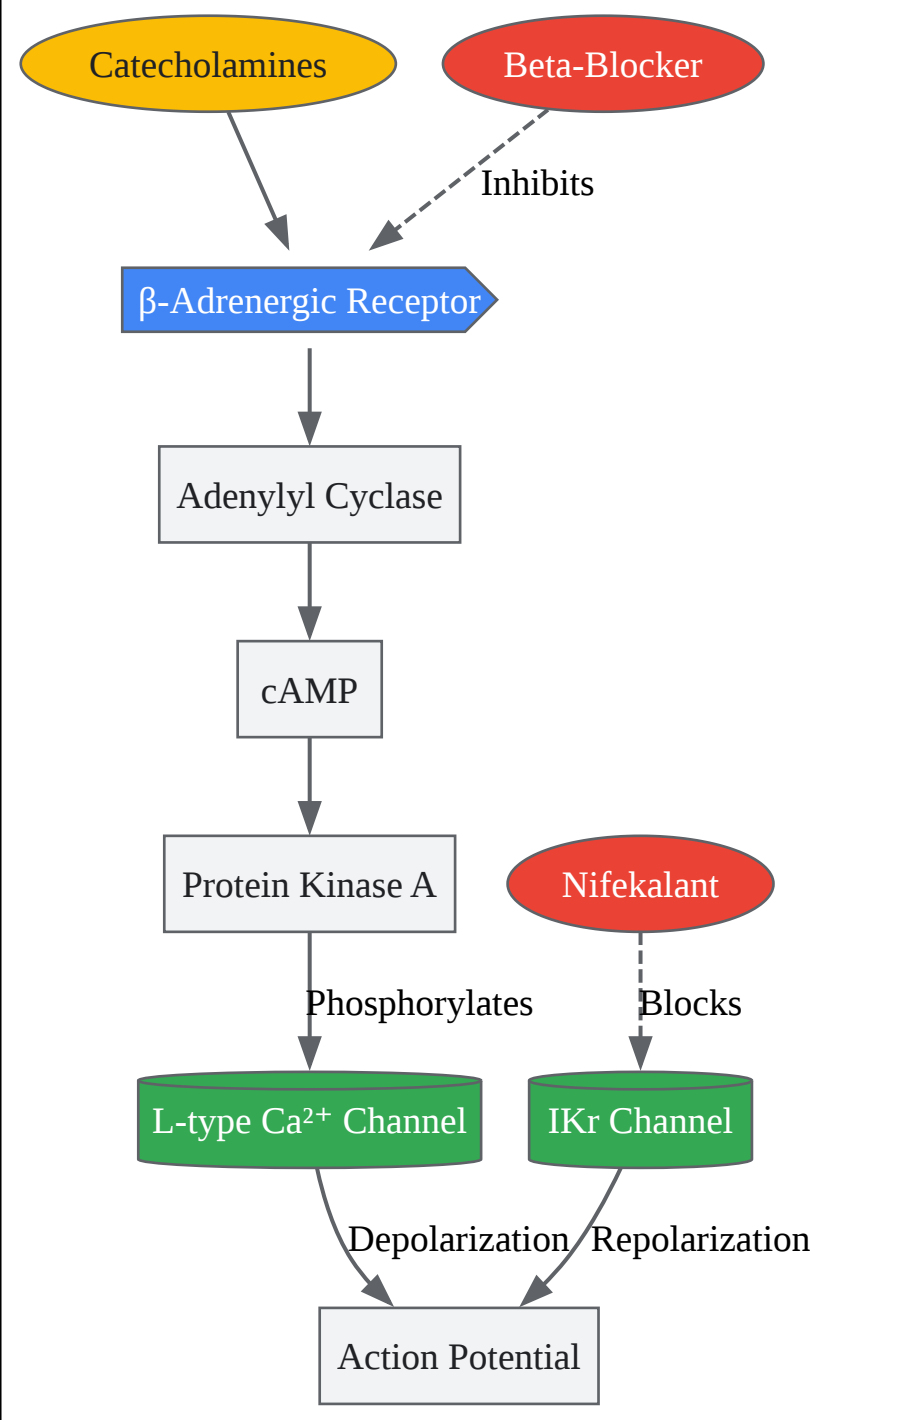 Catecholamines
Beta-Blocker
Inhibits
β-Adrenergic Receptor
Adenylyl Cyclase
cAMP
Protein Kinase A
Nifekalant
Phosphorylates
Blocks
L-type Ca²⁺ Channel
IKr Channel
Depolarization
Repolarization
Action Potential